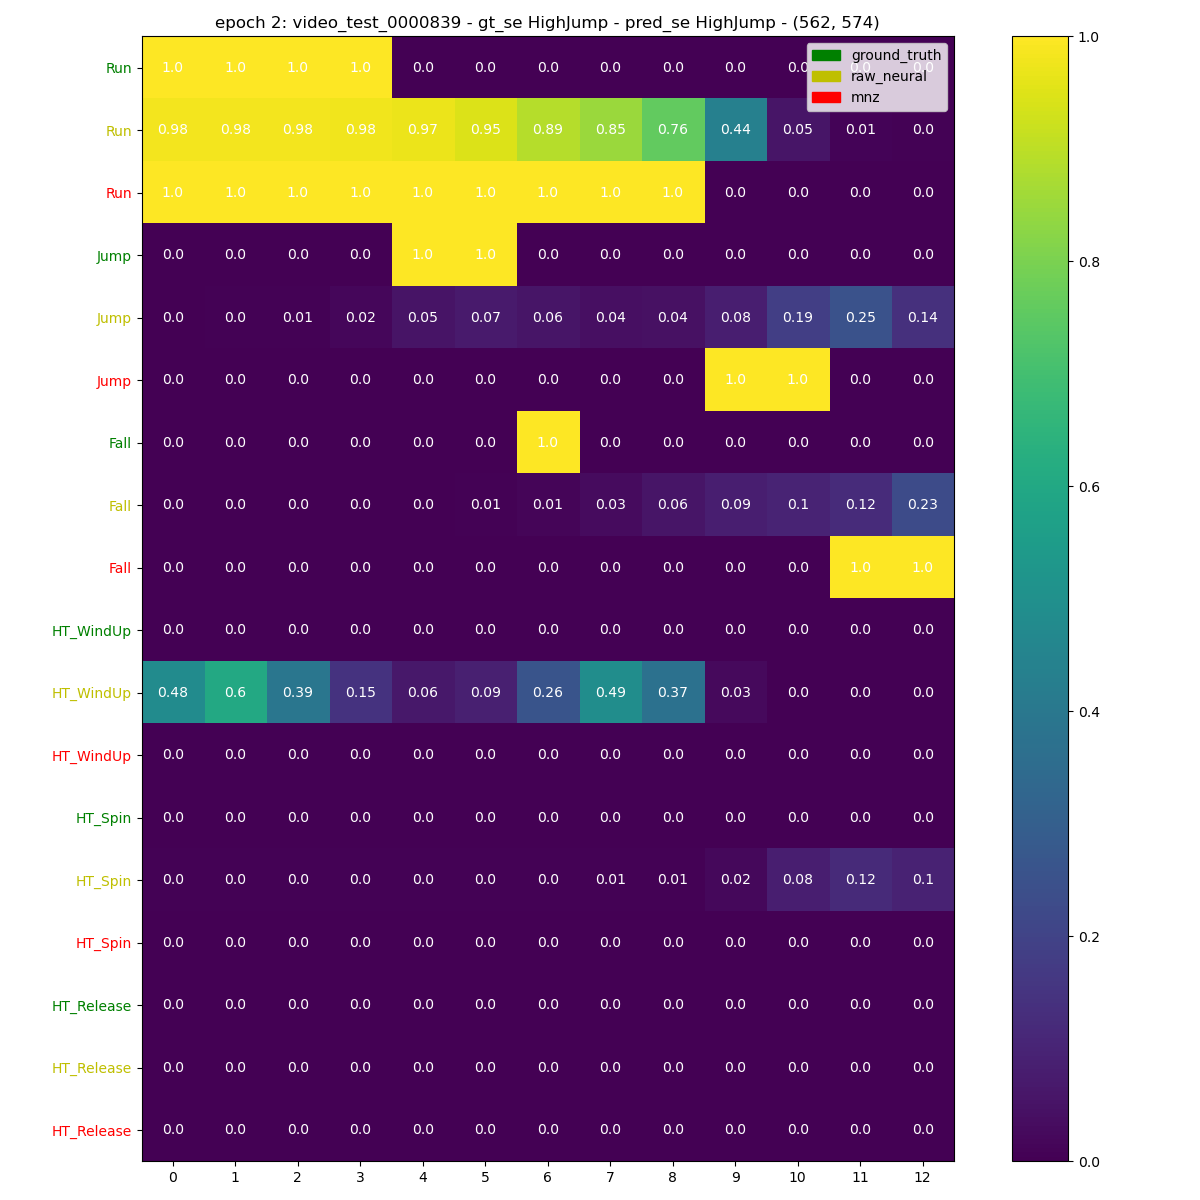 epoch 2: video_test_0000839 - gt_se HighJump - pred_se HighJump - (562, 574)
ground_truth
raw_neural
mnz
Run 1.0 1.0 1.0 1.0 0.0 0.0 0.0 0.0 0.0 0.0 0.0 0.0 0.0
Run 0.98 0.98 0.98 0.98 0.97 0.95 0.89 0.85 0.76 0.44 0.05 0.01 0.0
Run 1.0 1.0 1.0 1.0 1.0 1.0 1.0 1.0 1.0 0.0 0.0 0.0 0.0
Jump 0.0 0.0 0.0 0.0 1.0 1.0 0.0 0.0 0.0 0.0 0.0 0.0 0.0
Jump 0.0 0.0 0.01 0.02 0.05 0.07 0.06 0.04 0.04 0.08 0.19 0.25 0.14
Jump 0.0 0.0 0.0 0.0 0.0 0.0 0.0 0.0 0.0 1.0 1.0 0.0 0.0
Fall 0.0 0.0 0.0 0.0 0.0 0.0 1.0 0.0 0.0 0.0 0.0 0.0 0.0
Fall 0.0 0.0 0.0 0.0 0.0 0.01 0.01 0.03 0.06 0.09 0.1 0.12 0.23
Fall 0.0 0.0 0.0 0.0 0.0 0.0 0.0 0.0 0.0 0.0 0.0 1.0 1.0
HT_WindUp 0.0 0.0 0.0 0.0 0.0 0.0 0.0 0.0 0.0 0.0 0.0 0.0 0.0
HT_WindUp 0.48 0.6 0.39 0.15 0.06 0.09 0.26 0.49 0.37 0.03 0.0 0.0 0.0
HT_WindUp 0.0 0.0 0.0 0.0 0.0 0.0 0.0 0.0 0.0 0.0 0.0 0.0 0.0
HT_Spin 0.0 0.0 0.0 0.0 0.0 0.0 0.0 0.0 0.0 0.0 0.0 0.0 0.0
HT_Spin 0.0 0.0 0.0 0.0 0.0 0.0 0.0 0.01 0.01 0.02 0.08 0.12 0.1
HT_Spin 0.0 0.0 0.0 0.0 0.0 0.0 0.0 0.0 0.0 0.0 0.0 0.0 0.0
HT_Release 0.0 0.0 0.0 0.0 0.0 0.0 0.0 0.0 0.0 0.0 0.0 0.0 0.0
HT_Release 0.0 0.0 0.0 0.0 0.0 0.0 0.0 0.0 0.0 0.0 0.0 0.0 0.0
HT_Release 0.0 0.0 0.0 0.0 0.0 0.0 0.0 0.0 0.0 0.0 0.0 0.0 0.0
0 1 2 3 4 5 6 7 8 9 10 11 12
1.0
0.8
0.6
0.4
0.2
0.0